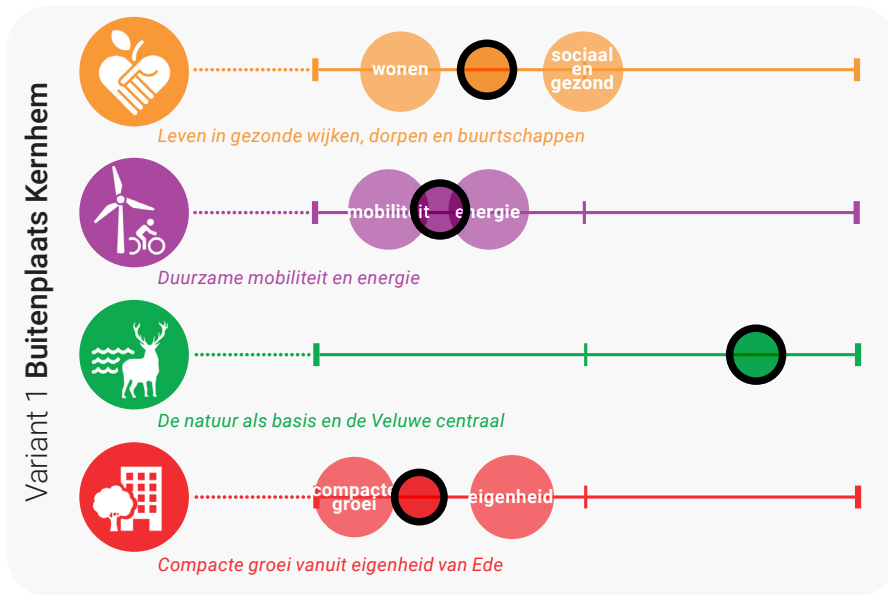 Variant 1 Buitenplaats Kernhem
wonen
sociaal
en
gezond
Leven in gezonde wijken, dorpen en buurtschappen
mobiliteit
energie
Duurzame mobiliteit en energie
De natuur als basis en de Veluwe centraal
compacte
groei
eigenheid
Compacte groei vanuit eigenheid van Ede